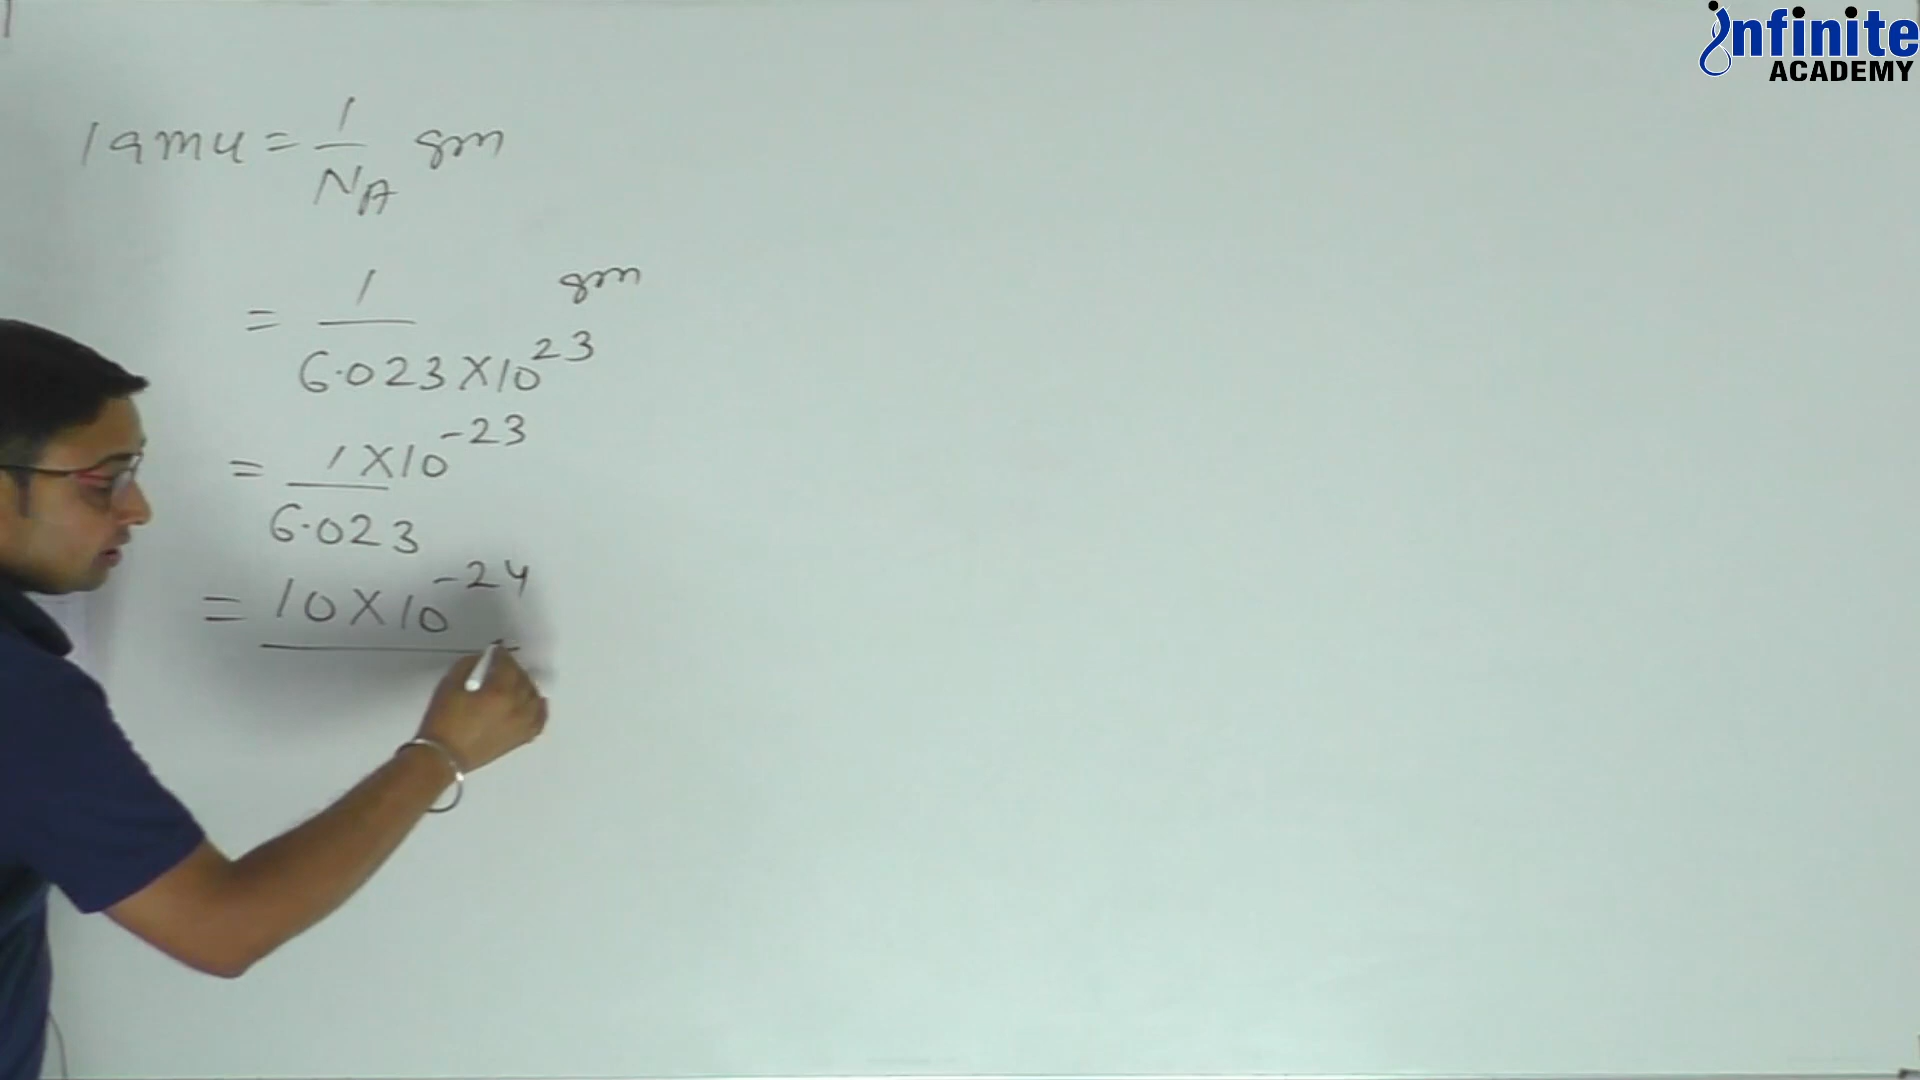 infinite
ACADEMY
1 amu = 1/N_A gm
= 1/6.023×10^23 gm
= 1×10^-23/6.023
= 10×10^-24